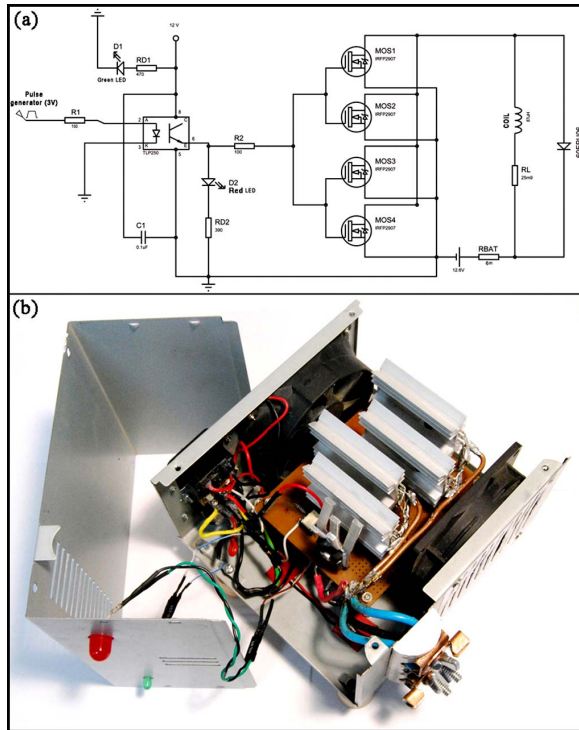 (a)
12 V
D1
RD1
Green LED
470
MOS1
IRFP2907
Pulse
generator (3V)
R1
150
8
2
A
C
3
K
E
6
TLP250
5
R2
100
MOS2
IRFP2907
COIL
D2
Red LED
MOS3
IRFP2907
RL
25mΩ
RD2
390
C1
0.1uF
MOS4
IRFP2907
RBAT
12.6V
6m
(b)